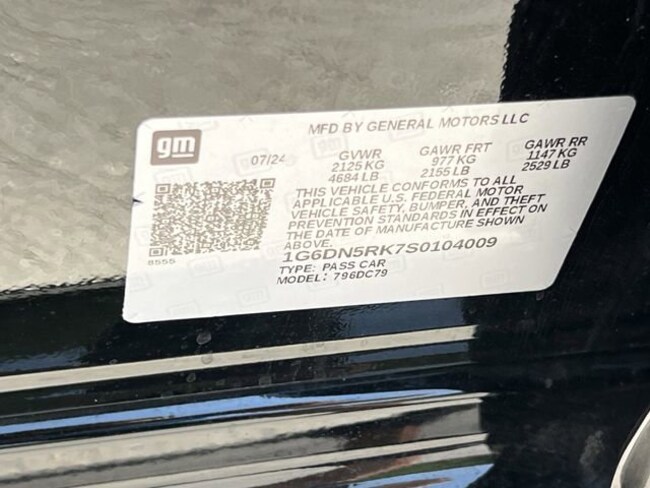 gm
MFD BY GENERAL MOTORS LLC
07/24
GVWR GAWR FRT GAWR RR
2125 KG 977 KG 1147 KG
4684 LB 2155 LB 2529 LB
THIS VEHICLE CONFORMS TO ALL
APPLICABLE U.S. FEDERAL MOTOR
VEHICLE SAFETY, BUMPER, AND THEFT
PREVENTION STANDARDS IN EFFECT ON
THE DATE OF MANUFACTURE SHOWN
ABOVE.
8555
1G6DN5RK7S0104009
TYPE: PASS CAR
MODEL: 796DC79